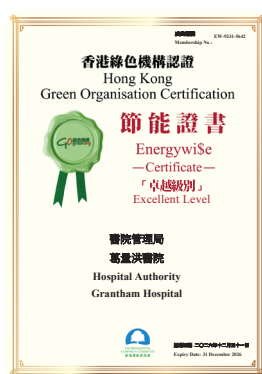 EW-9331-5642
Membership No.:
香港綠色機構認證
Hong Kong
Green Organisation Certification
節能證書
Energywi$e
—Certificate—
「卓越級別」
Excellent Level
醫院管理局
葛量洪醫院
Hospital Authority
Grantham Hospital
Expiry Date: 31 December 2026